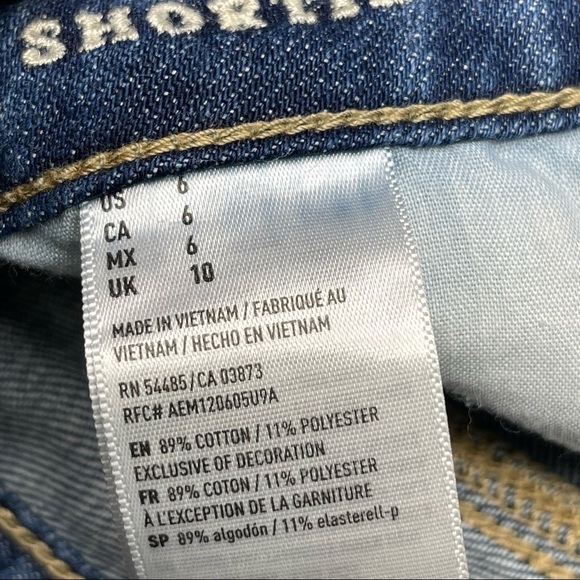 SHORTI
US 6
CA 6
MX 6
UK 10
MADE IN VIETNAM / FABRIQUÉ AU
VIETNAM / HECHO EN VIETNAM
RN 54485/CA 03873
RFC# AEM120605U9A
EN 89% COTTON / 11% POLYESTER
EXCLUSIVE OF DECORATION
FR 89% COTON / 11% POLYESTER
À L'EXCEPTION DE LA GARNITURE
SP 89% algodón / 11% elasterell-p